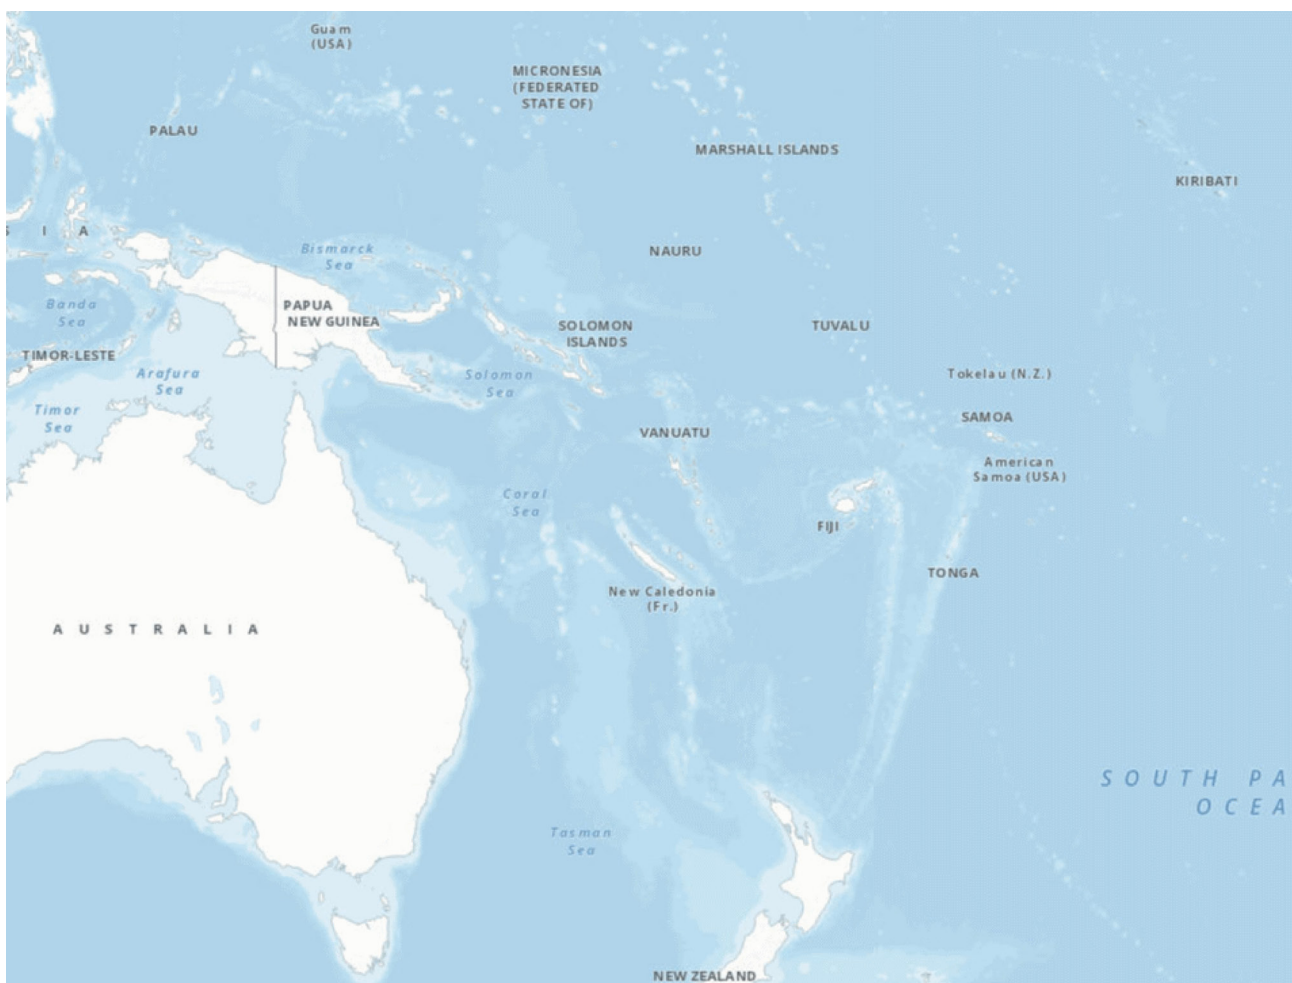 Guam
(USA)
MICRONESIA
(FEDERATED
STATE OF)
PALAU
MARSHALL ISLANDS
KIRIBATI
S I A
Bismarck
Sea
NAURU
Banda
Sea
PAPUA
NEW GUINEA
SOLOMON
ISLANDS
TUVALU
TIMOR-LESTE
Arafura
Sea
Solomon
Sea
Tokelau (N.Z.)
Timor
Sea
SAMOA
VANUATU
American
Samoa (USA)
Coral
Sea
FIJI
TONGA
New Caledonia
(Fr.)
AUSTRALIA
SOUTH PA
OCEA
Tasman
Sea
NEW ZEALAND